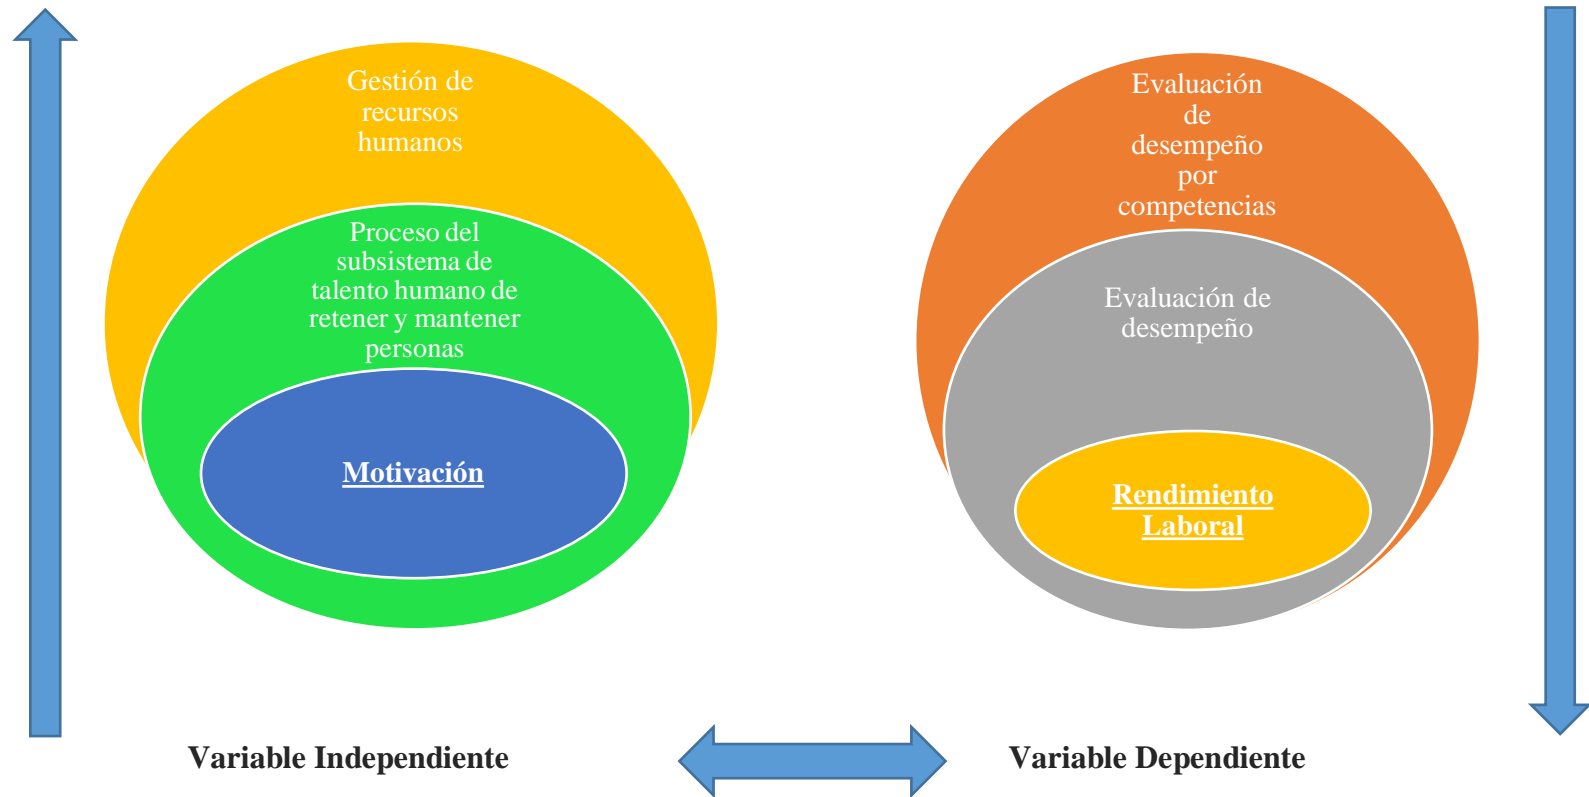 Gestión de
recursos
humanos
Proceso del
subsistema de
talento humano de
retener y mantener
personas
Motivación
Evaluación
de
desempeño
por
competencias
Evaluación de
desempeño
Rendimiento
Laboral
Variable Independiente
Variable Dependiente